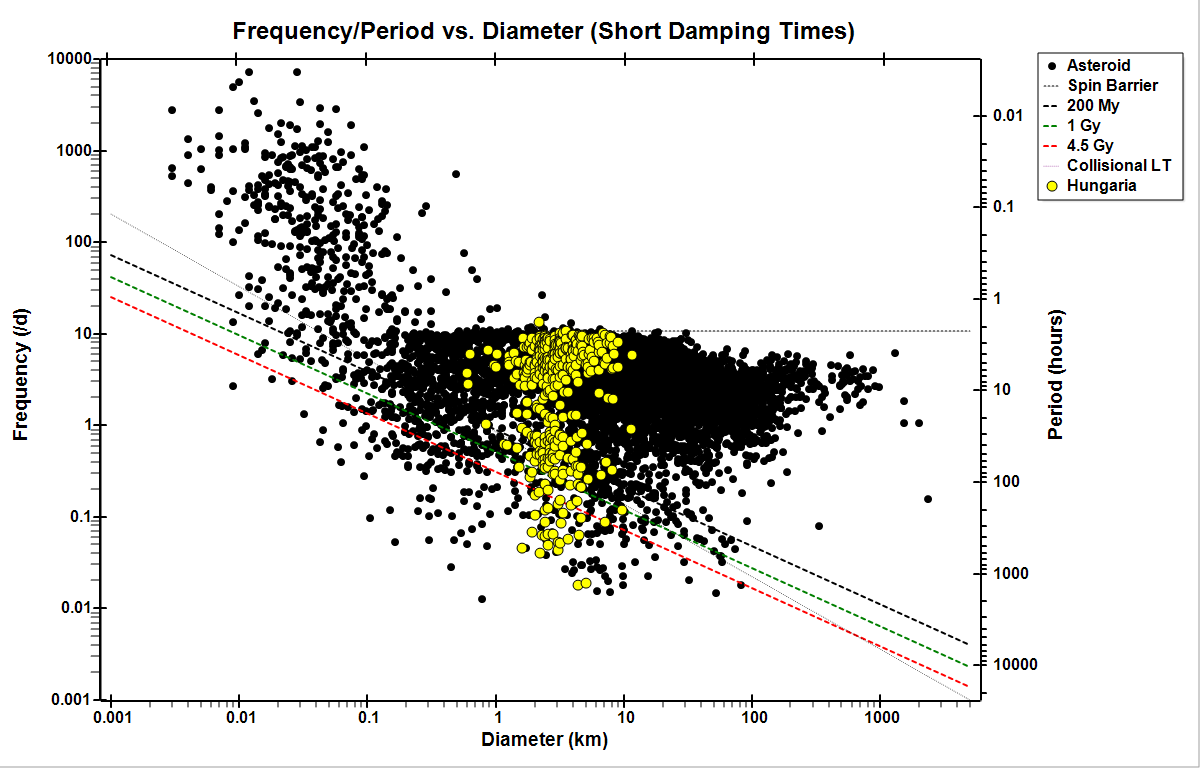 Frequency/Period vs. Diameter (Short Damping Times)
Asteroid
Spin Barrier
200 My
1 Gy
4.5 Gy
Collisional LT
Hungaria
Frequency (/d)
10000
1000
100
10
1
0.1
0.01
0.001
0.01
0.1
1
10
100
1000
10000
Period (hours)
0.001 0.01 0.1 1 10 100 1000
Diameter (km)